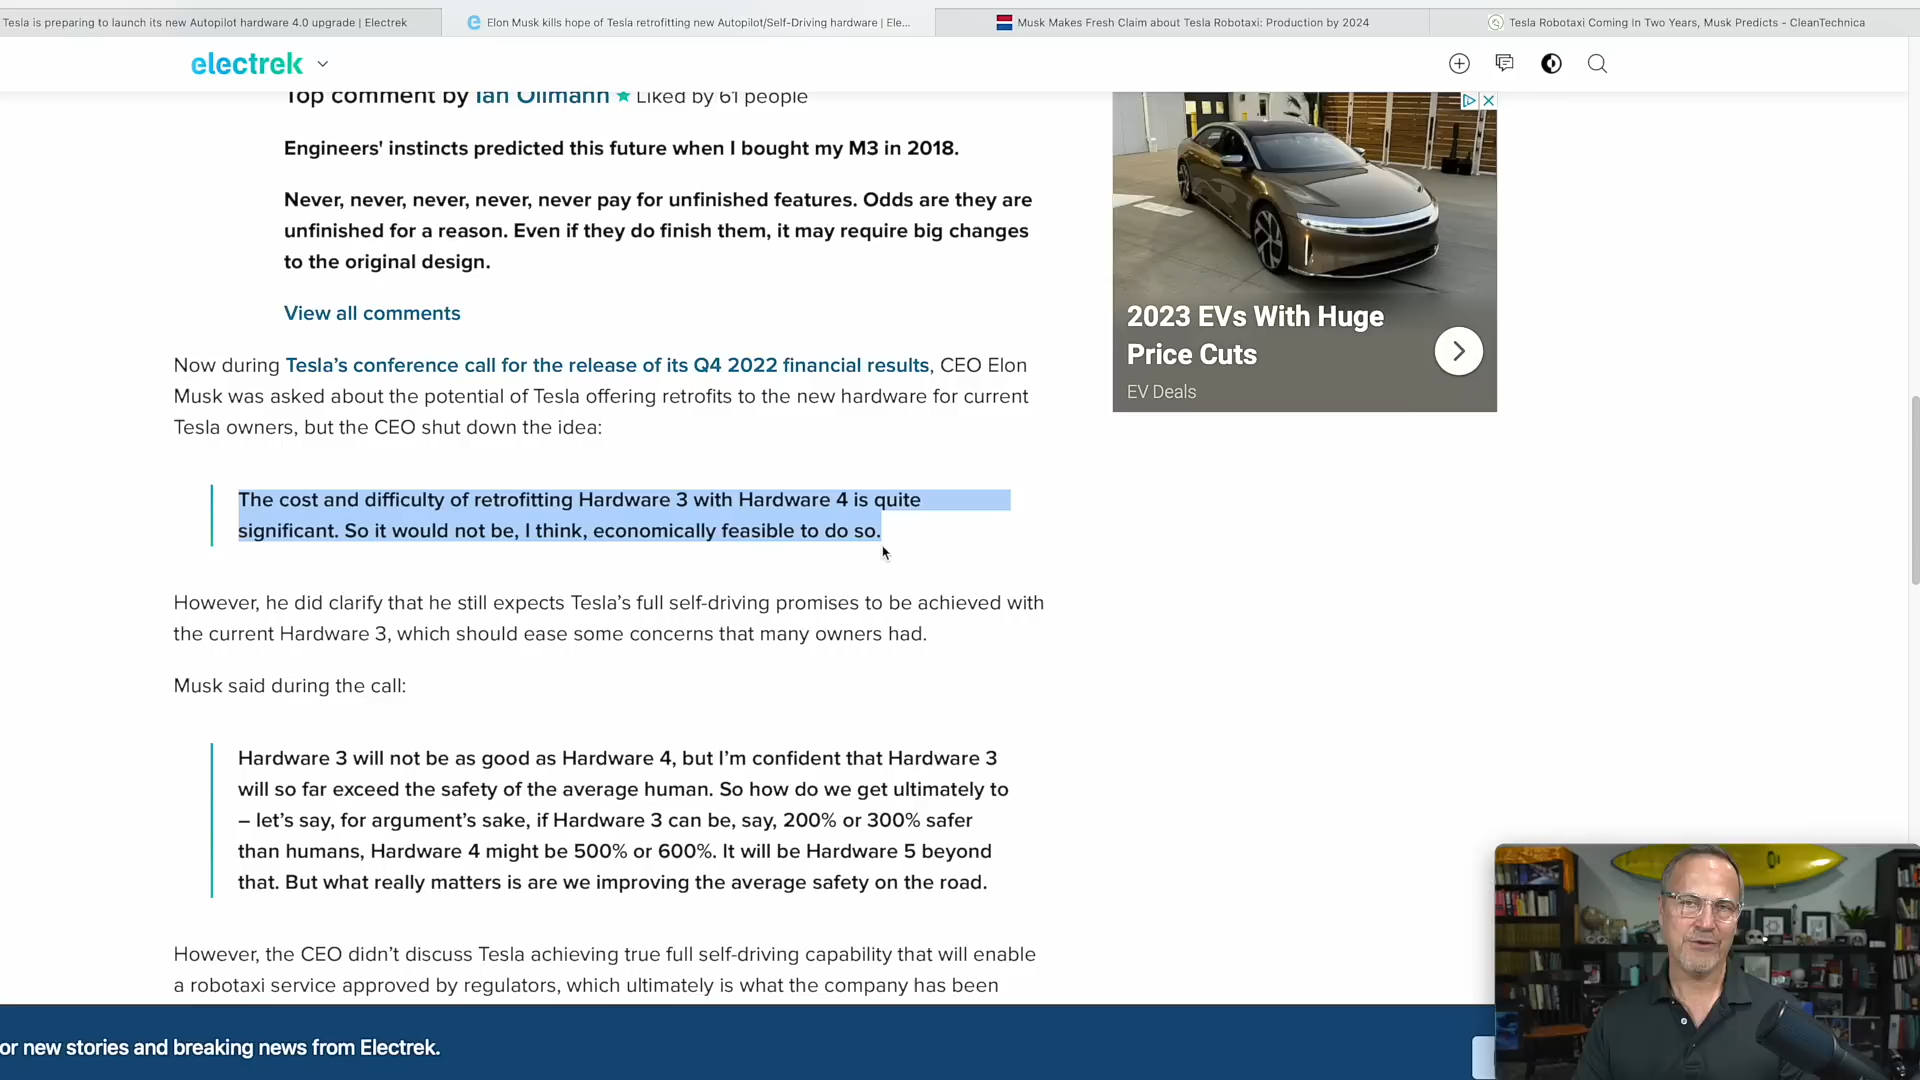 Tesla is preparing to launch its new Autopilot hardware 4.0 upgrade | Electrek
Elon Musk kills hope of Tesla retrofitting new Autopilot/Self-Driving hardware | Ele...
Musk Makes Fresh Claim about Tesla Robotaxi: Production by 2024
Tesla Robotaxi Coming In Two Years, Musk Predicts - CleanTechnica
electrek
Top comment by Ian Ollmann Liked by 61 people
Engineers' instincts predicted this future when I bought my M3 in 2018.
Never, never, never, never, never pay for unfinished features. Odds are they are
unfinished for a reason. Even if they do finish them, it may require big changes
to the original design.
View all comments
Now during Tesla's conference call for the release of its Q4 2022 financial results, CEO Elon
Musk was asked about the potential of Tesla offering retrofits to the new hardware for current
Tesla owners, but the CEO shut down the idea:
The cost and difficulty of retrofitting Hardware 3 with Hardware 4 is quite
significant. So it would not be, I think, economically feasible to do so.
However, he did clarify that he still expects Tesla's full self-driving promises to be achieved with
the current Hardware 3, which should ease some concerns that many owners had.
Musk said during the call:
Hardware 3 will not be as good as Hardware 4, but I'm confident that Hardware 3
will so far exceed the safety of the average human. So how do we get ultimately to
– let's say, for argument's sake, if Hardware 3 can be, say, 200% or 300% safer
than humans, Hardware 4 might be 500% or 600%. It will be Hardware 5 beyond
that. But what really matters is are we improving the average safety on the road.
However, the CEO didn't discuss Tesla achieving true full self-driving capability that will enable
a robotaxi service approved by regulators, which ultimately is what the company has been
2023 EVs With Huge
Price Cuts
EV Deals
or new stories and breaking news from Electrek.